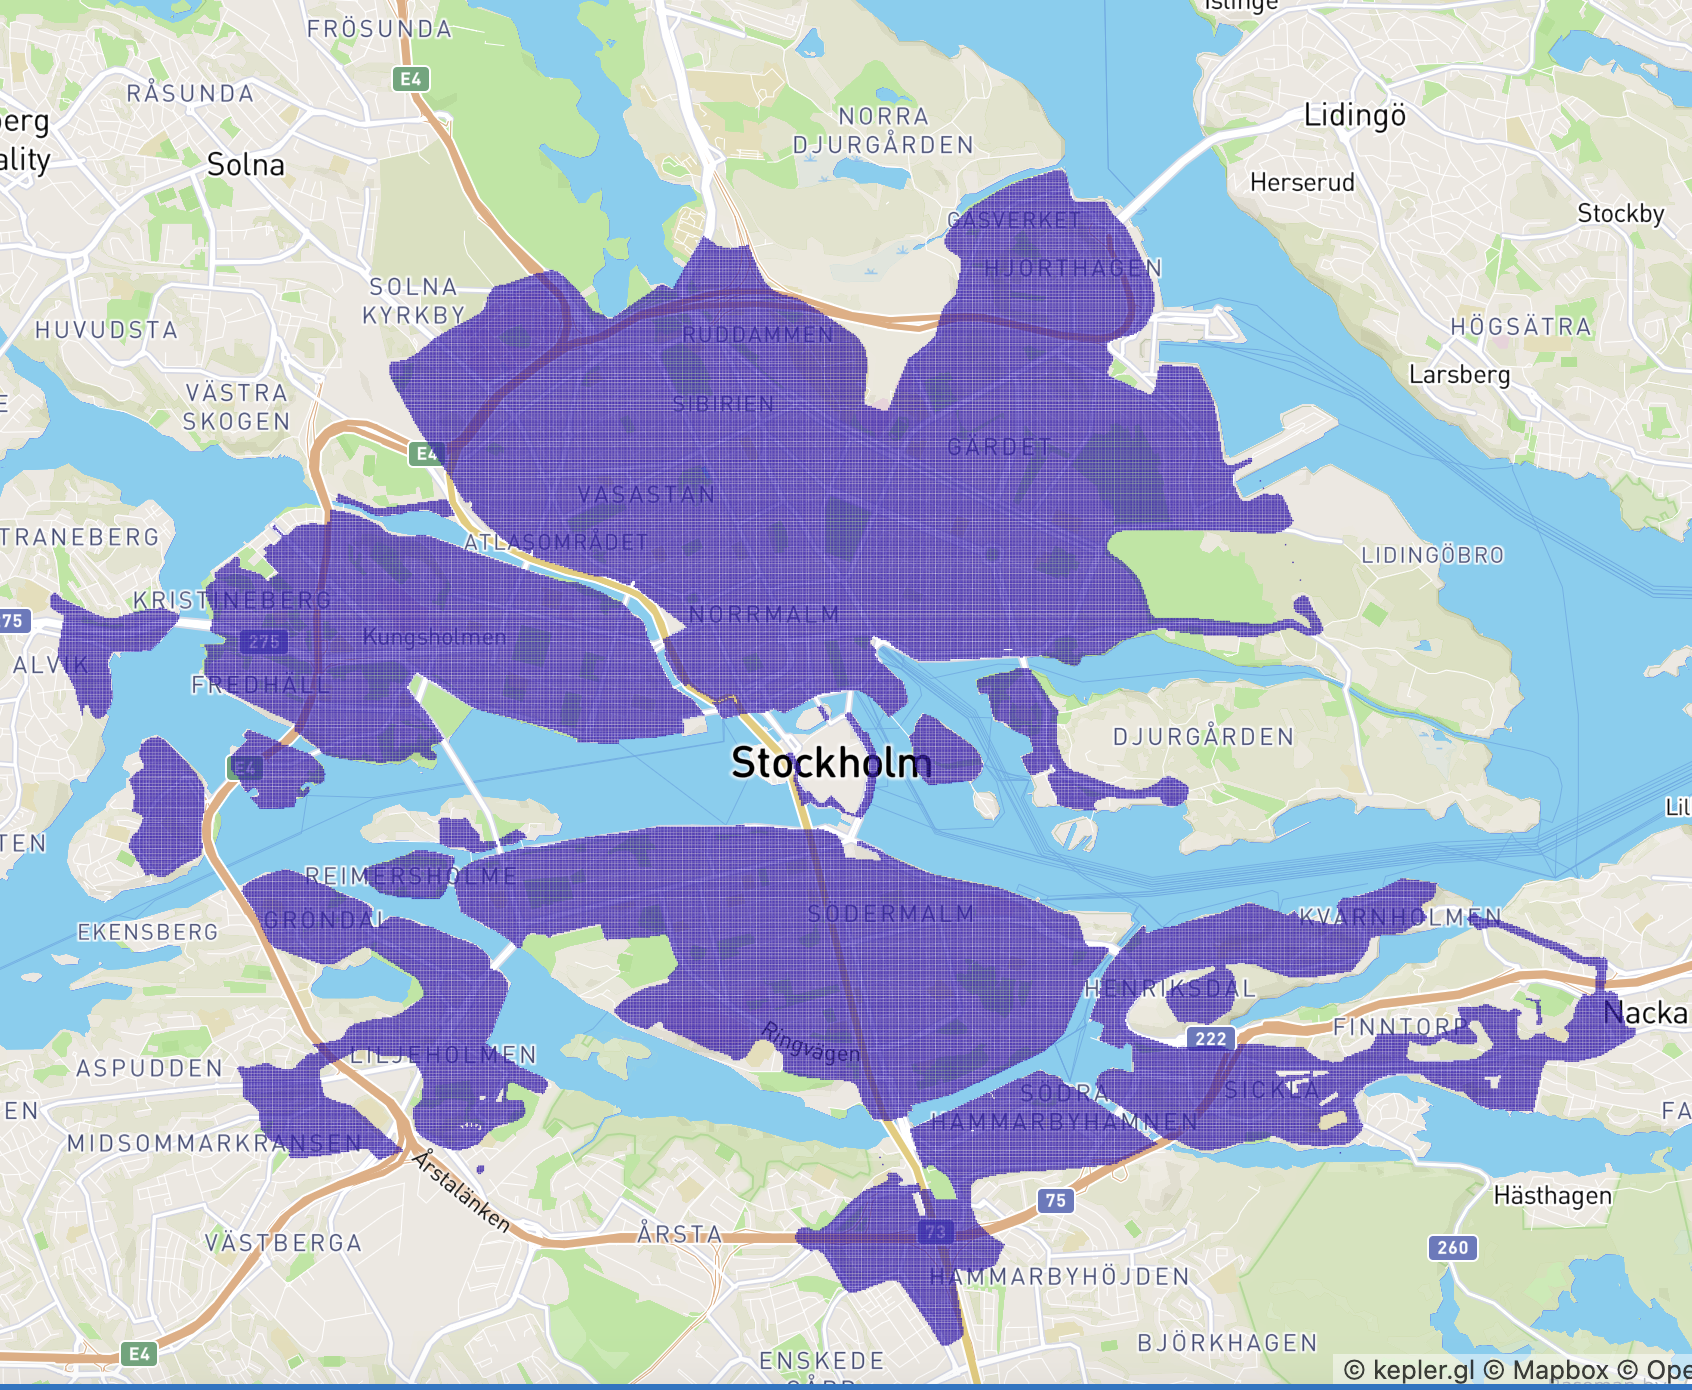 Islinge
FRÖSUNDA
E4
RÅSUNDA
NORRA
DJURGÅRDEN
Lidingö
erg
ality
Solna
Herserud
Stockby
GASVERKET
HJORTHAGEN
SOLNA
KYRKBY
HUVUDSTA
RUDDAMMEN
HÖGSÄTRA
Larsberg
VÄSTRA
SKOGEN
SIBIRIEN
E4
GÄRDET
VASASTAN
TRANEBERG
ATLASOMRÅDET
LIDINGÖBRO
KRISTINEBERG
NORRMALM
75
275
Kungsholmen
ALVIK
FREDHÄLL
DJURGÅRDEN
Stockholm
E4
Lil
TEN
REIMERSHOLME
GRÖNDAL
SÖDERMALM
KVARNHOLMEN
EKENSBERG
HENRIKSDAL
Nacka
FINNTORP
222
Ringvägen
LILJEHOLMEN
ASPUDDEN
SICKLA
SÖDRA
HAMMARBYHAMNEN
EN
FA
MIDSOMMARKRANSEN
Årstalänken
75
Hästhagen
VÄSTBERGA
ÅRSTA
73
260
HAMMARBYHÖJDEN
BJÖRKHAGEN
E4
ENSKEDE
GÅRD
© kepler.gl © Mapbox © Ope